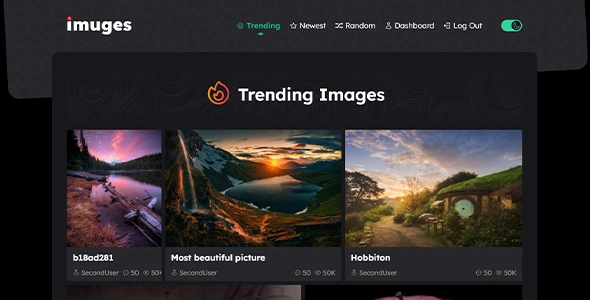 imuges
Trending Newest Random Dashboard Log Out
Trending Images
b18ad281
SecondUser 50 50K
Most beautiful picture
SecondUser 50 50K
Hobbiton
SecondUser 50 50K